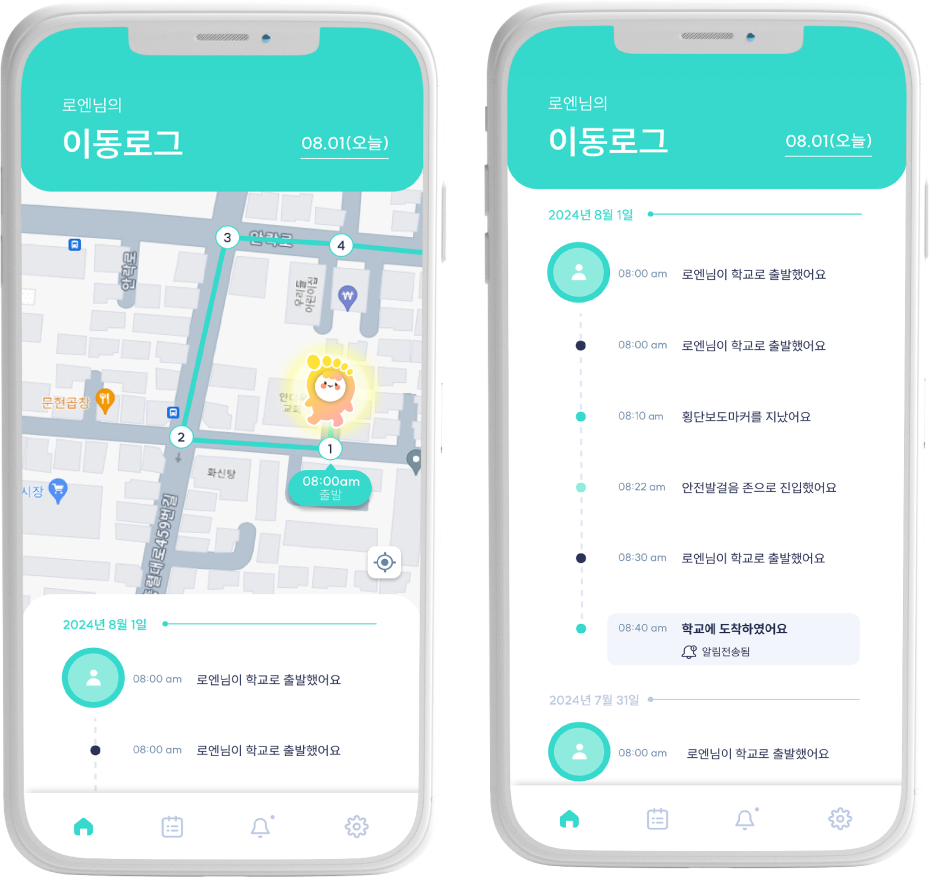 로엔님의
이동로그
08.01(오늘)
3
안락로
4
안락로
우리들
어린이집
₩
문현곱창
2
1
화신탕
08:00am
출발
시장
충렬대로459번길
2024년 8월 1일
08:00 am 로엔님이 학교로 출발했어요
08:00 am 로엔님이 학교로 출발했어요
로엔님의
이동로그
08.01(오늘)
2024년 8월 1일
08:00 am 로엔님이 학교로 출발했어요
08:00 am 로엔님이 학교로 출발했어요
08:10 am 횡단보도마커를 지났어요
08:22 am 안전발걸음 존으로 진입했어요
08:30 am 로엔님이 학교로 출발했어요
08:40 am 학교에 도착하였어요
알림전송됨
2024년 7월 31일
08:00 am 로엔님이 학교로 출발했어요